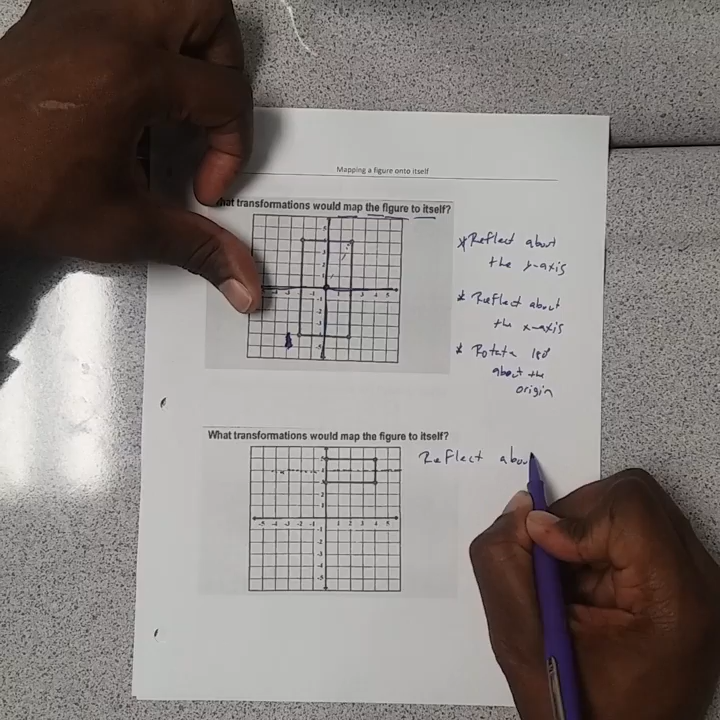 Mapping a figure onto itself
hat transformations would map the figure to itself?
*Reflect about
the y-axis
* Reflect about
the x-axis
* Rotate 180
about the
origin
What transformations would map the figure to itself?
Reflect abou